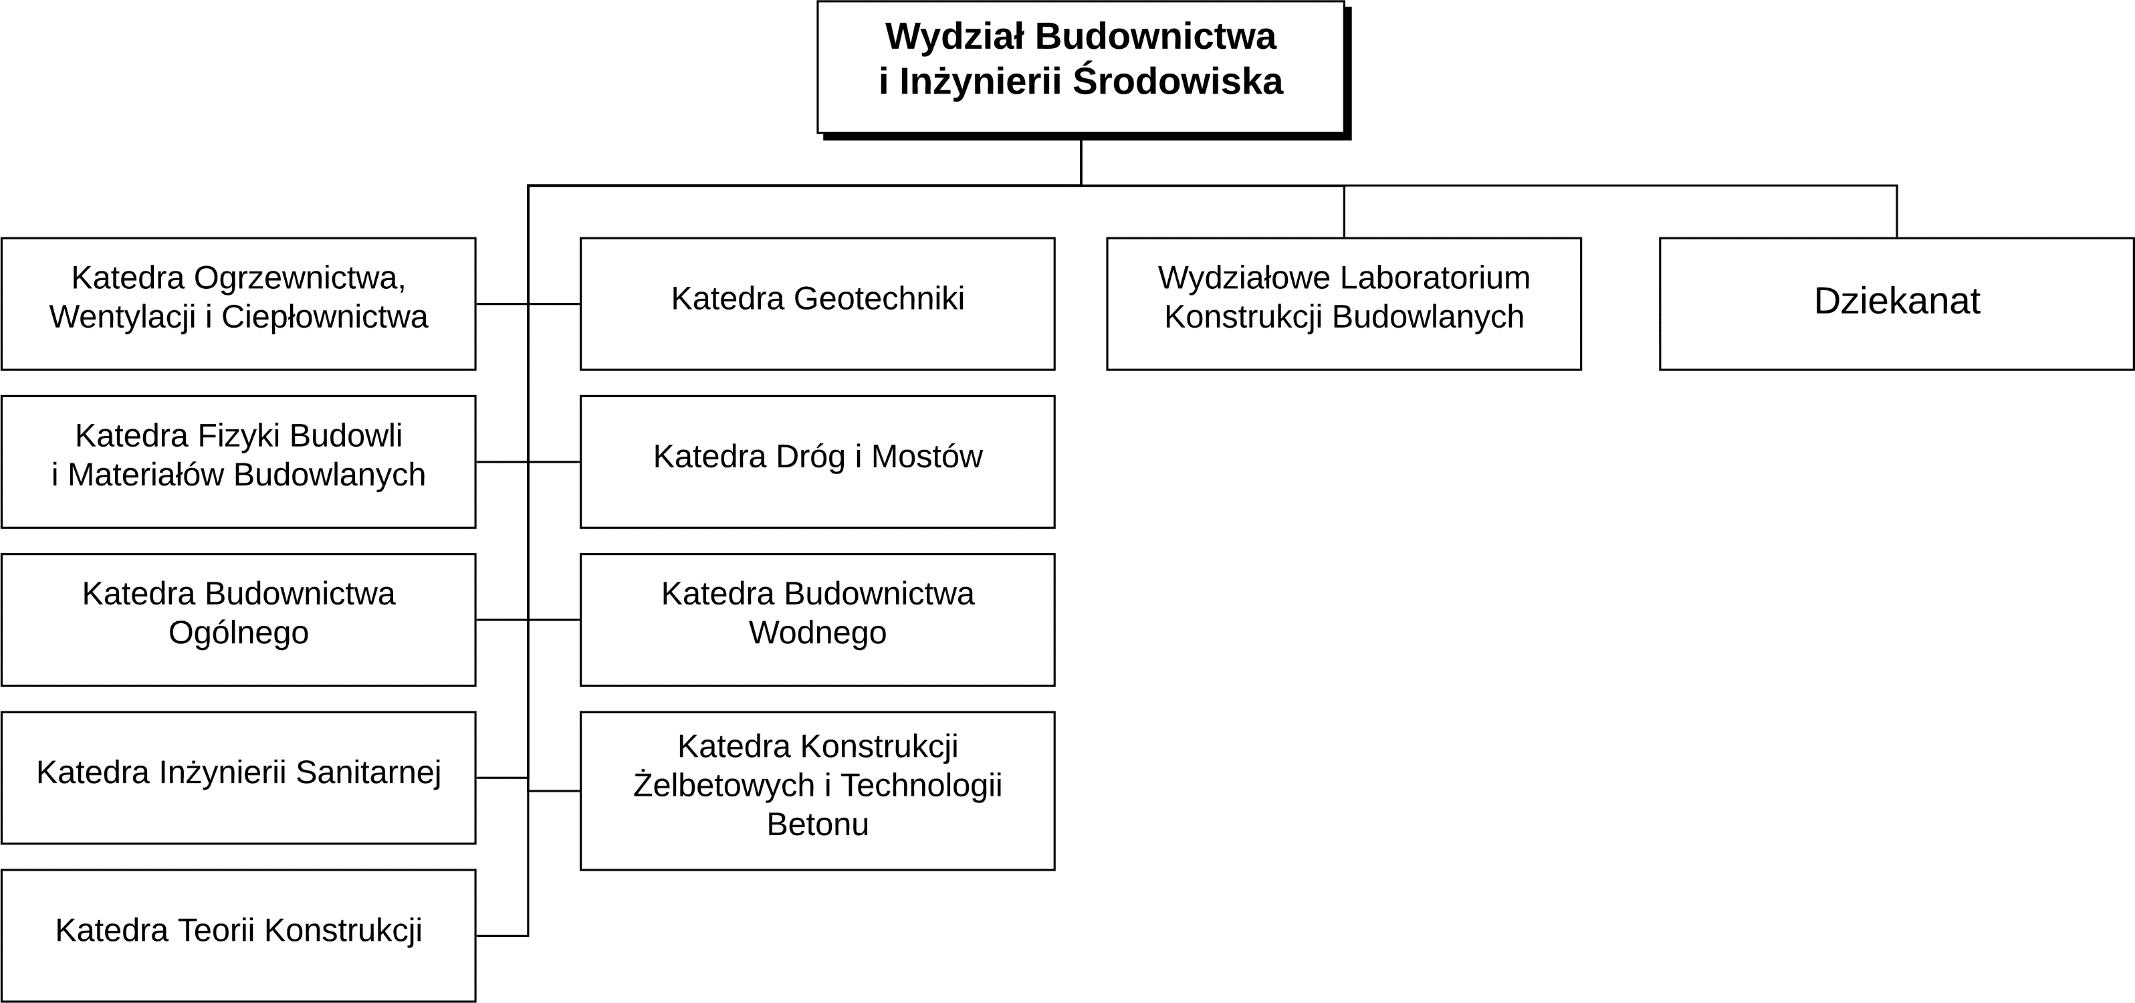 Wydział Budownictwa
i Inżynierii Środowiska
Katedra Ogrzewnictwa,
Wentylacji i Ciepłownictwa
Katedra Geotechniki
Wydziałowe Laboratorium
Konstrukcji Budowlanych
Dziekanat
Katedra Fizyki Budowli
i Materiałów Budowlanych
Katedra Dróg i Mostów
Katedra Budownictwa
Ogólnego
Katedra Budownictwa
Wodnego
Katedra Inżynierii Sanitarnej
Katedra Konstrukcji
Żelbetowych i Technologii
Betonu
Katedra Teorii Konstrukcji